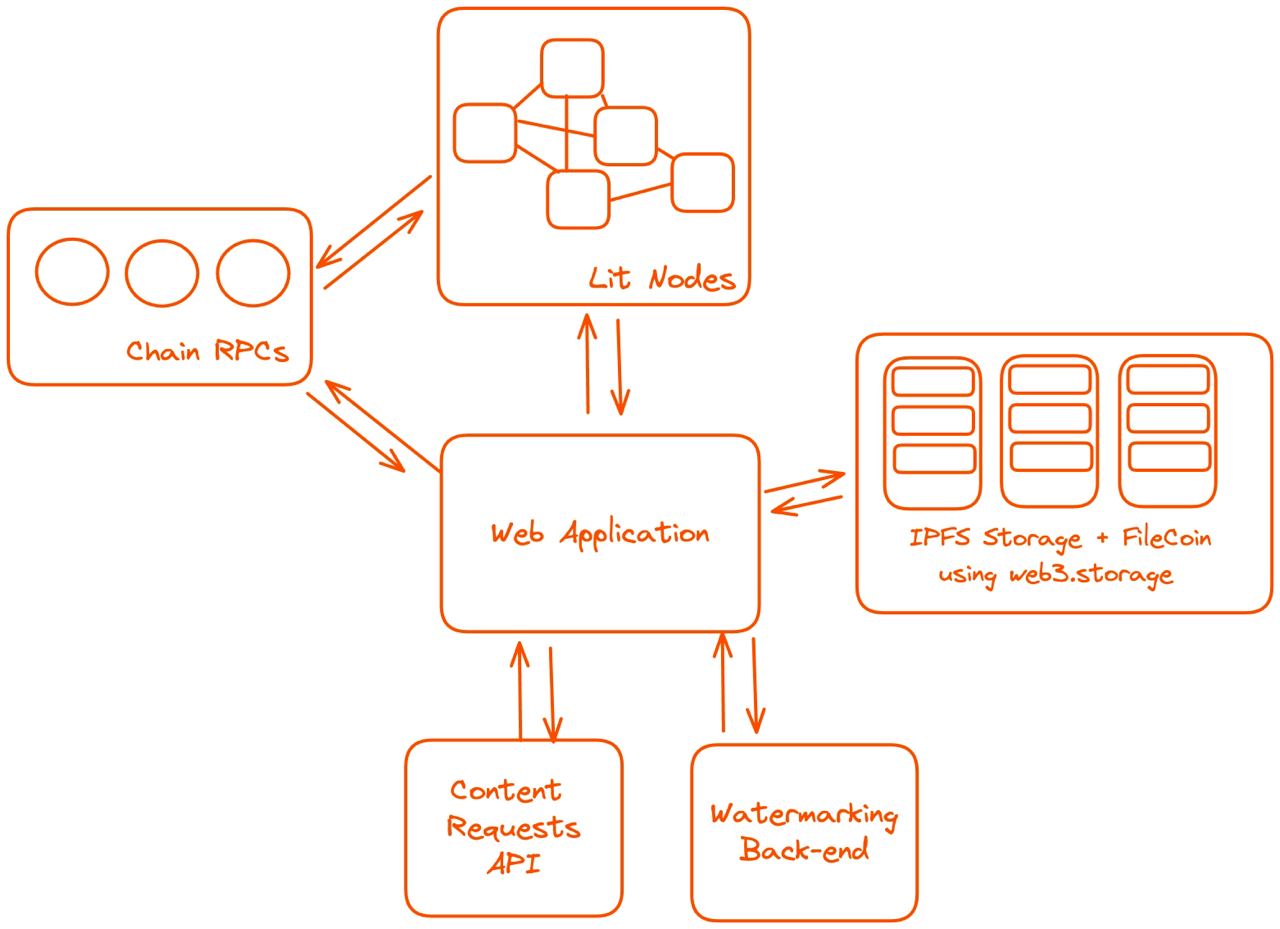 Lit Nodes
Chain RPCs
Web Application
IPFS Storage + FileCoin
using web3.storage
Content
Requests
API
Watermarking
Back-end